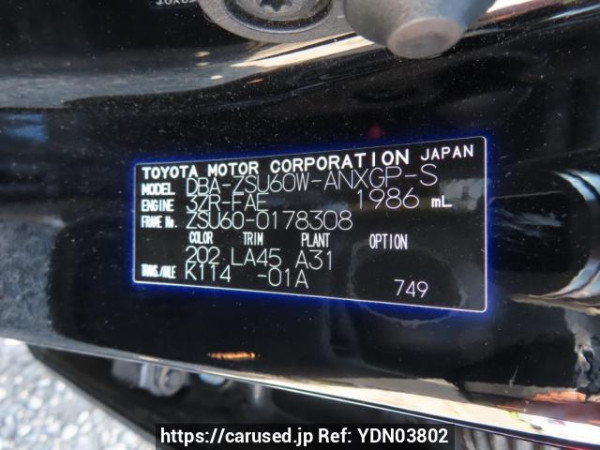 TOYOTA MOTOR CORPORATION JAPAN
MODEL DBA-ZSU60W-ANXGP-S
ENGINE 3ZR-FAE 1986 mL
FRAME No. ZSU60-0178308
COLOR TRIM PLANT OPTION
202 LA45 A31
TRANS./AXLE K114 -01A
749
https://carused.jp Ref: YDN03802